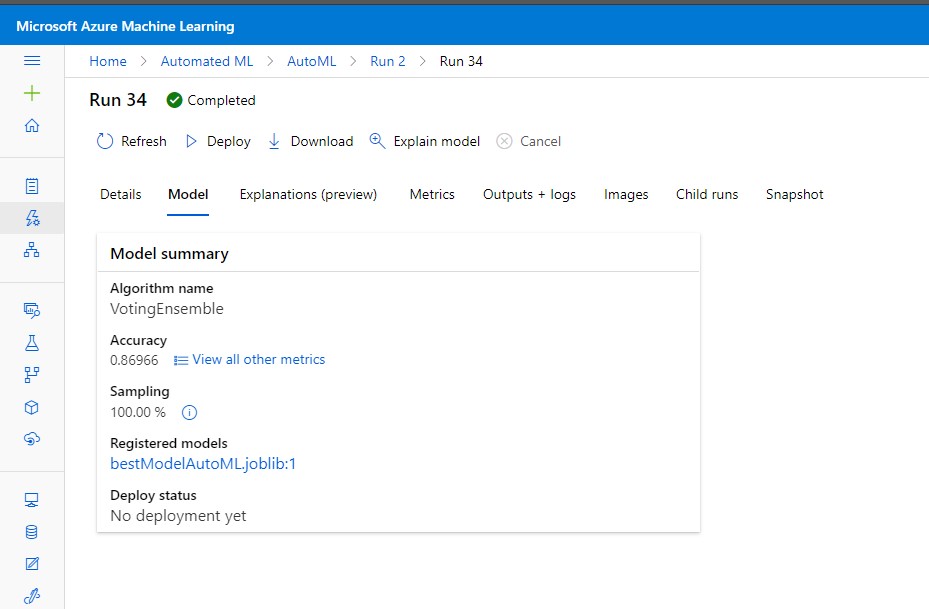 Microsoft Azure Machine Learning
Home > Automated ML > AutoML > Run 2 > Run 34
Run 34 Completed
Refresh Deploy Download Explain model Cancel
Details Model Explanations (preview) Metrics Outputs + logs Images Child runs Snapshot
Model summary
Algorithm name
VotingEnsemble
Accuracy
0.86966 View all other metrics
Sampling
100.00 %
Registered models
bestModelAutoML.joblib:1
Deploy status
No deployment yet